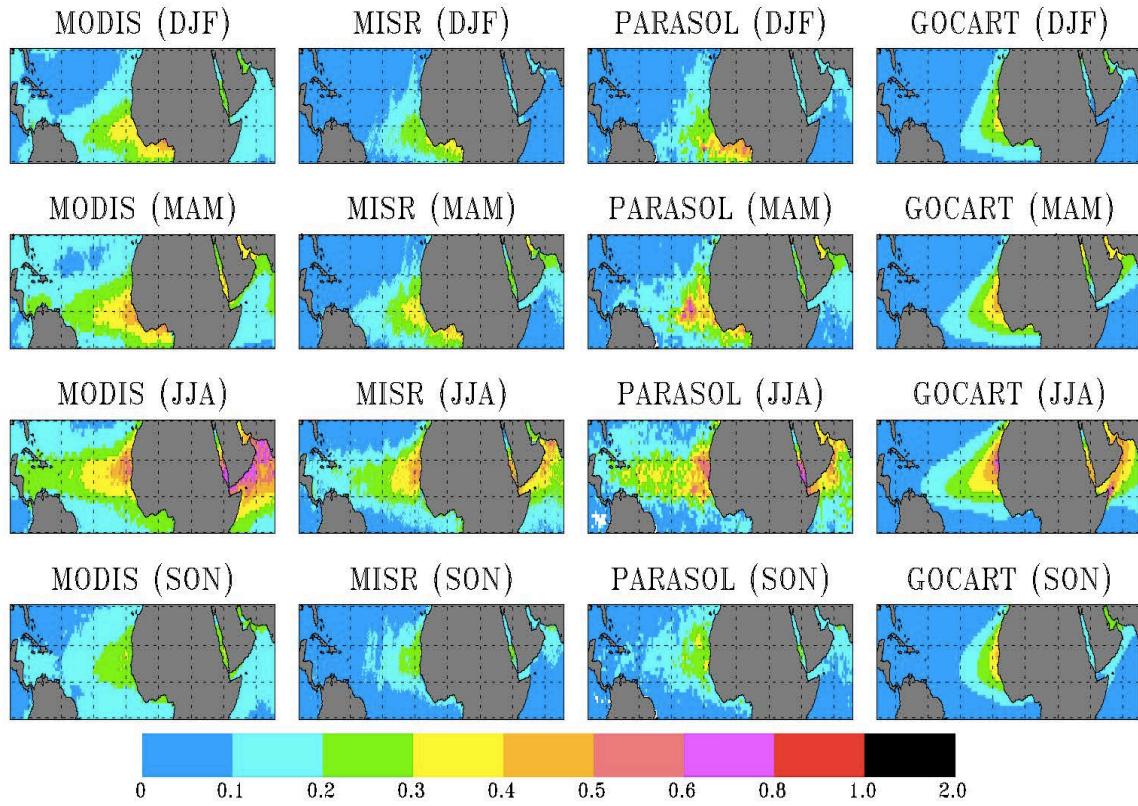 MODIS (DJF) MISR (DJF) PARASOL (DJF) GOCART (DJF)
MODIS (MAM) MISR (MAM) PARASOL (MAM) GOCART (MAM)
MODIS (JJA) MISR (JJA) PARASOL (JJA) GOCART (JJA)
MODIS (SON) MISR (SON) PARASOL (SON) GOCART (SON)
0 0.1 0.2 0.3 0.4 0.5 0.6 0.8 1.0 2.0